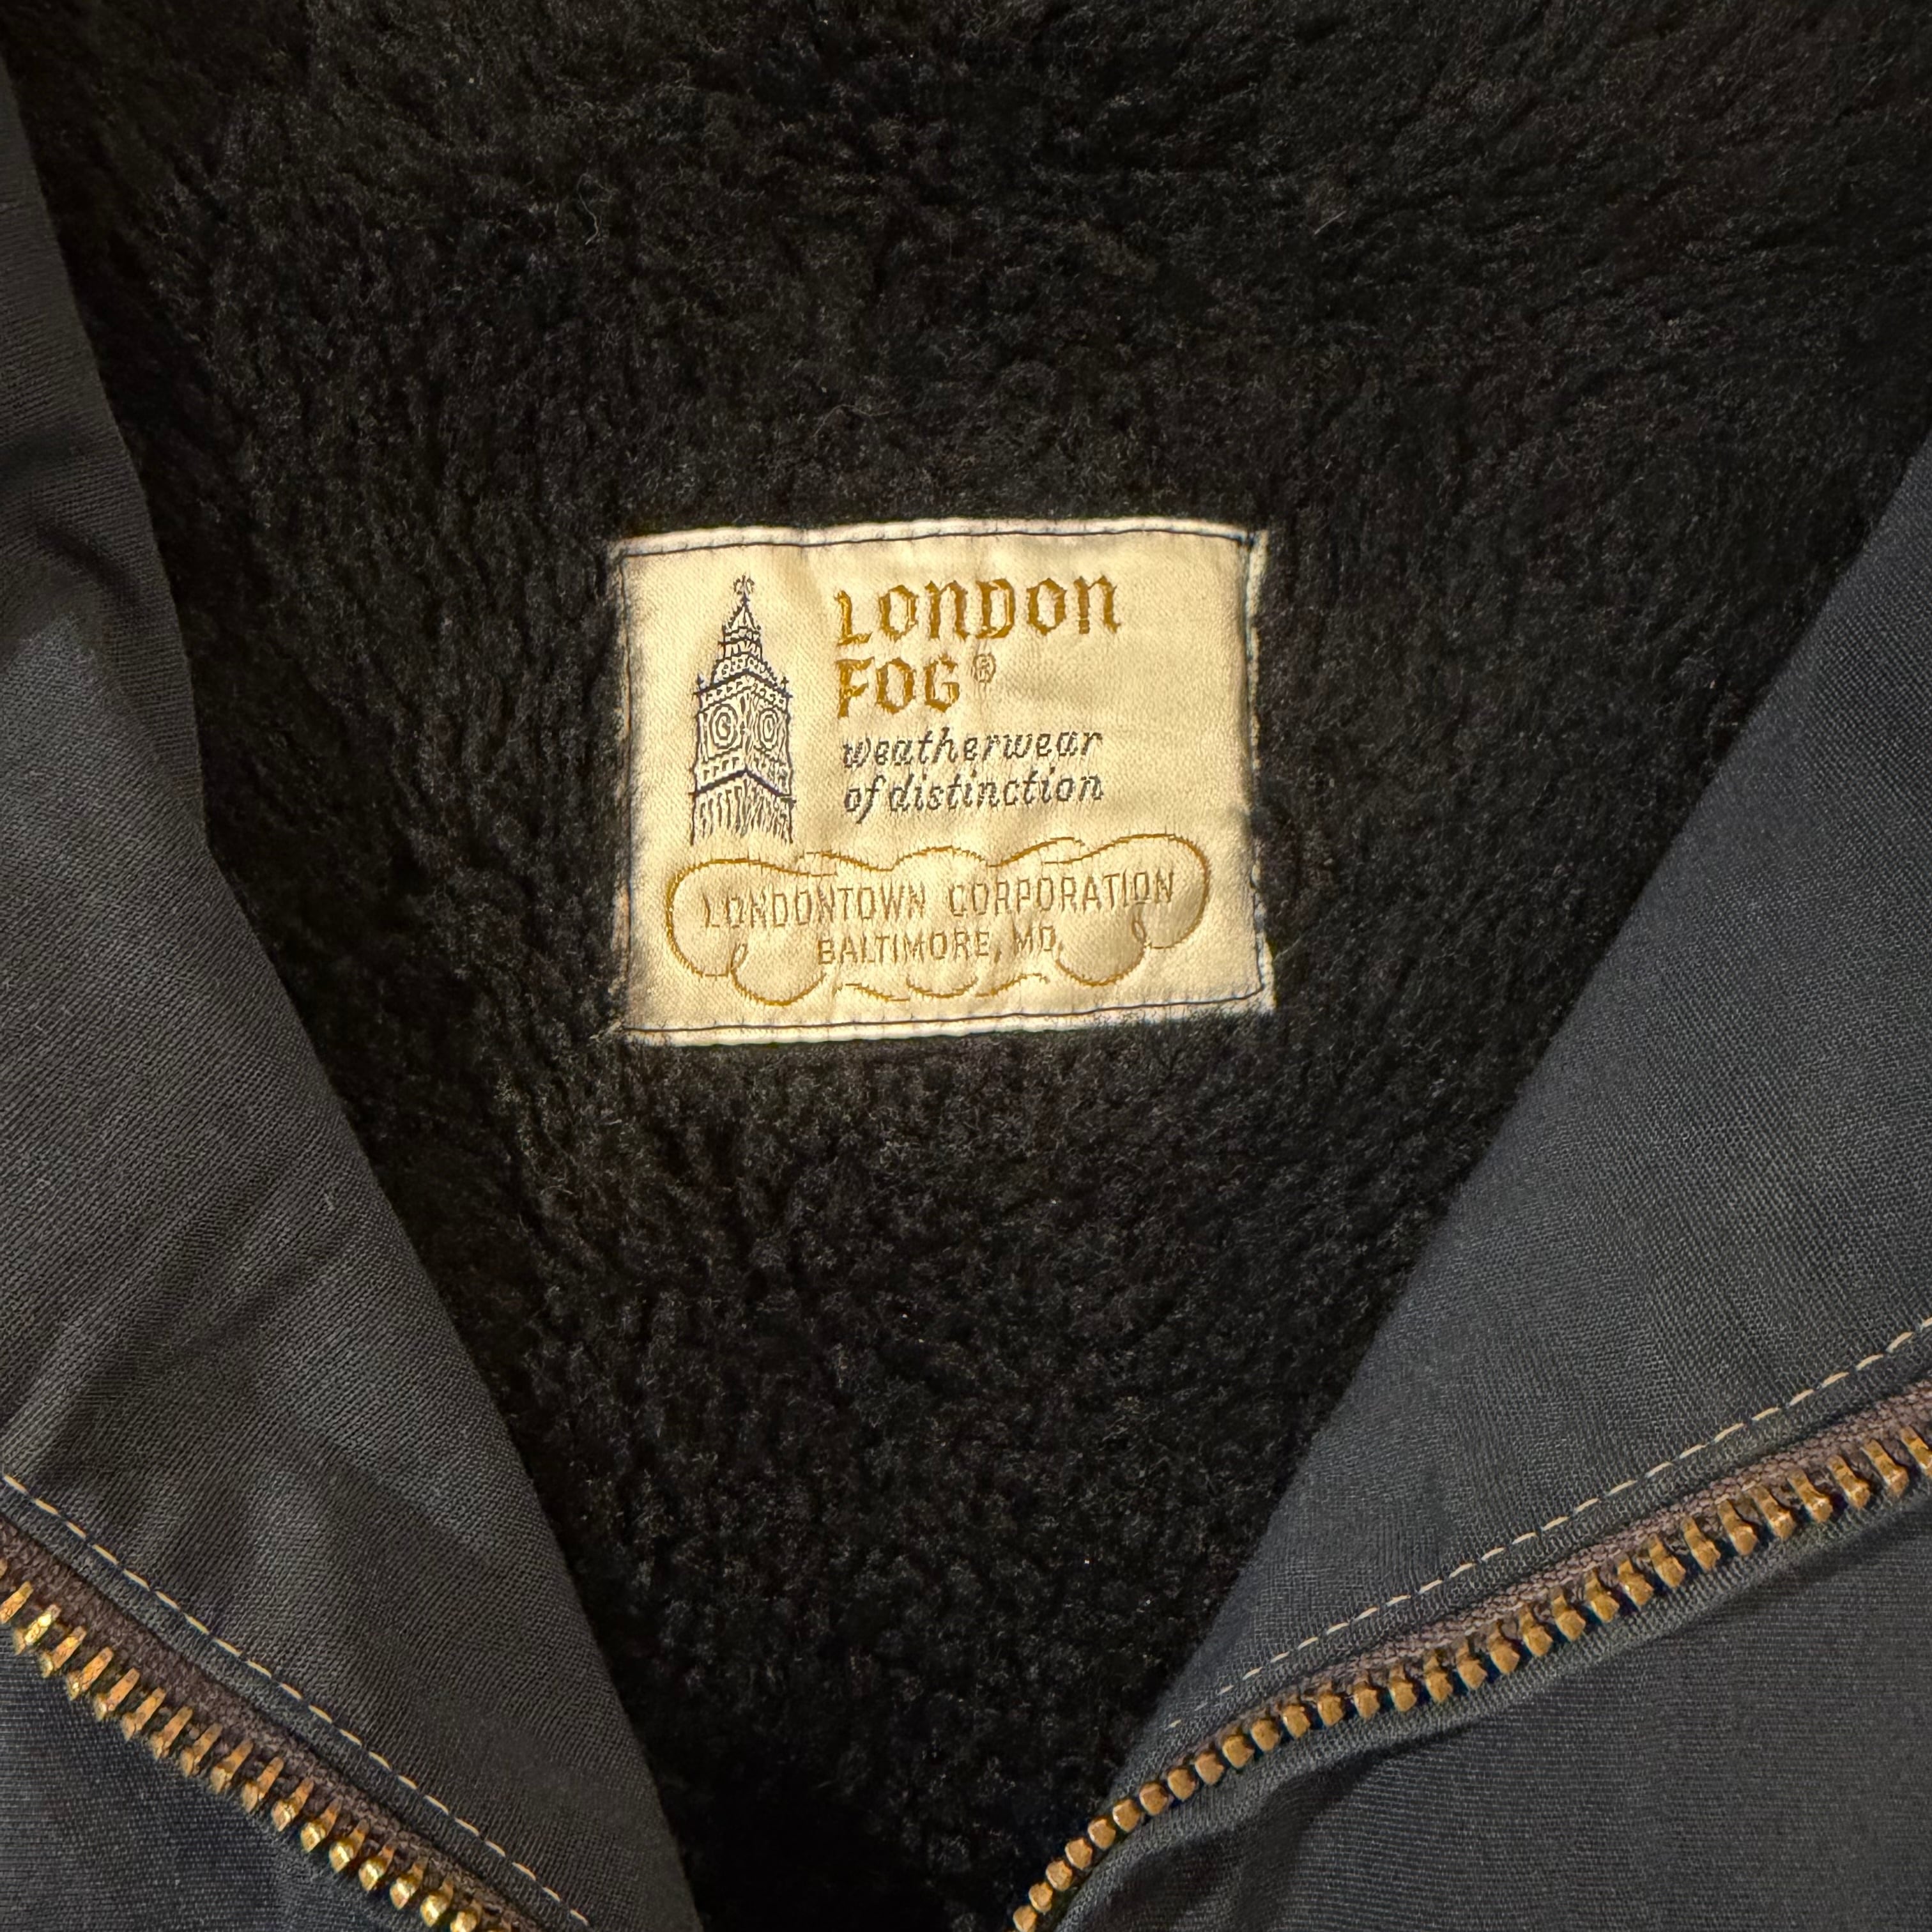 LONDON
FOG®
weatherwear
of distinction
LONDONTOWN CORPORATION
BALTIMORE, MD.